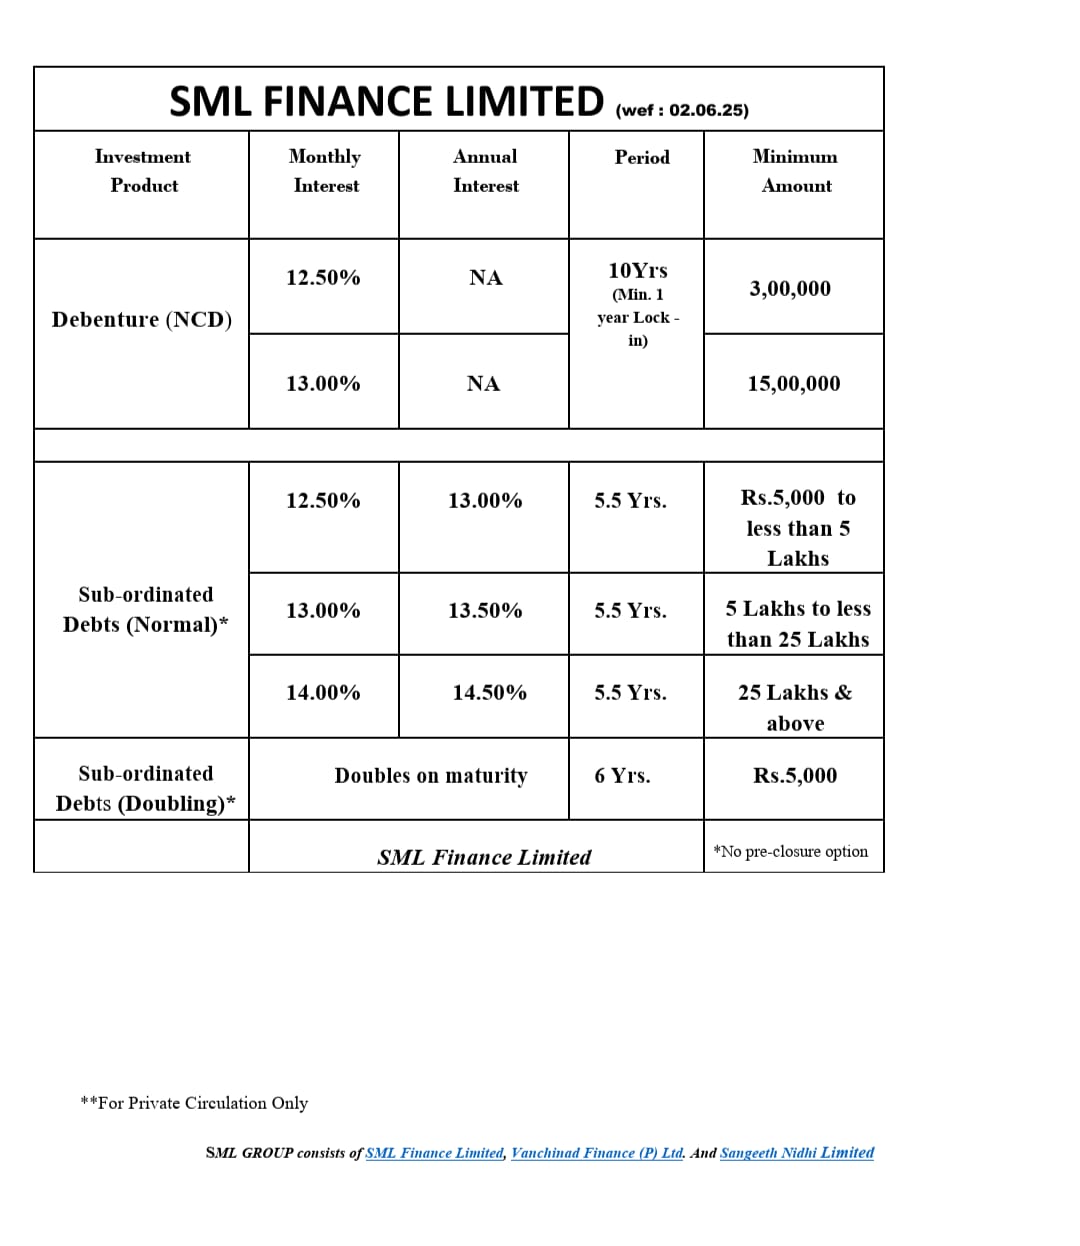 SML FINANCE LIMITED (wef : 02.06.25)
Investment
Product
Monthly
Interest
Annual
Interest
Period
Minimum
Amount
Debenture (NCD)
12.50%
NA
10Yrs
(Min. 1
year Lock -
in)
3,00,000
13.00%
NA
15,00,000
Sub-ordinated
Debts (Normal)*
12.50%
13.00%
5.5 Yrs.
Rs.5,000 to
less than 5
Lakhs
13.00%
13.50%
5.5 Yrs.
5 Lakhs to less
than 25 Lakhs
14.00%
14.50%
5.5 Yrs.
25 Lakhs &
above
Sub-ordinated
Debts (Doubling)*
Doubles on maturity
6 Yrs.
Rs.5,000
SML Finance Limited
*No pre-closure option
**For Private Circulation Only
SML GROUP consists of SML Finance Limited, Vanchinad Finance (P) Ltd. And Sangeeth Nidhi Limited